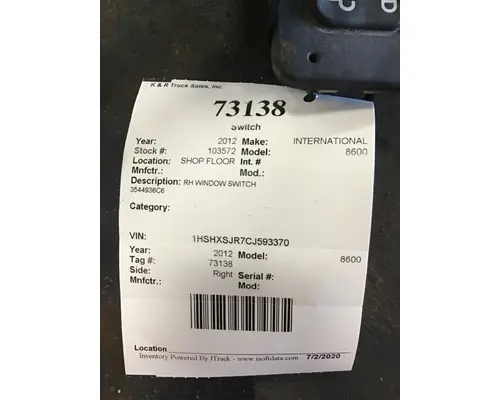 K & R Truck Sales, Inc
73138
Switch
Year: 2012 Make: INTERNATIONAL
Stock #: 103572 Model: 8600
Location: SHOP FLOOR Int. #
Mnfctr.: Mod.:
Description: RH WINDOW SWITCH
3544936C6
Category:
VIN: 1HSHXSJR7CJ593370
Year: 2012 Model: 8600
Tag #: 73138
Side: Right Serial #:
Mnfctr.: Mod:
Location
Inventory Powered By ITrack - www.isoftdata.com 7/2/2020